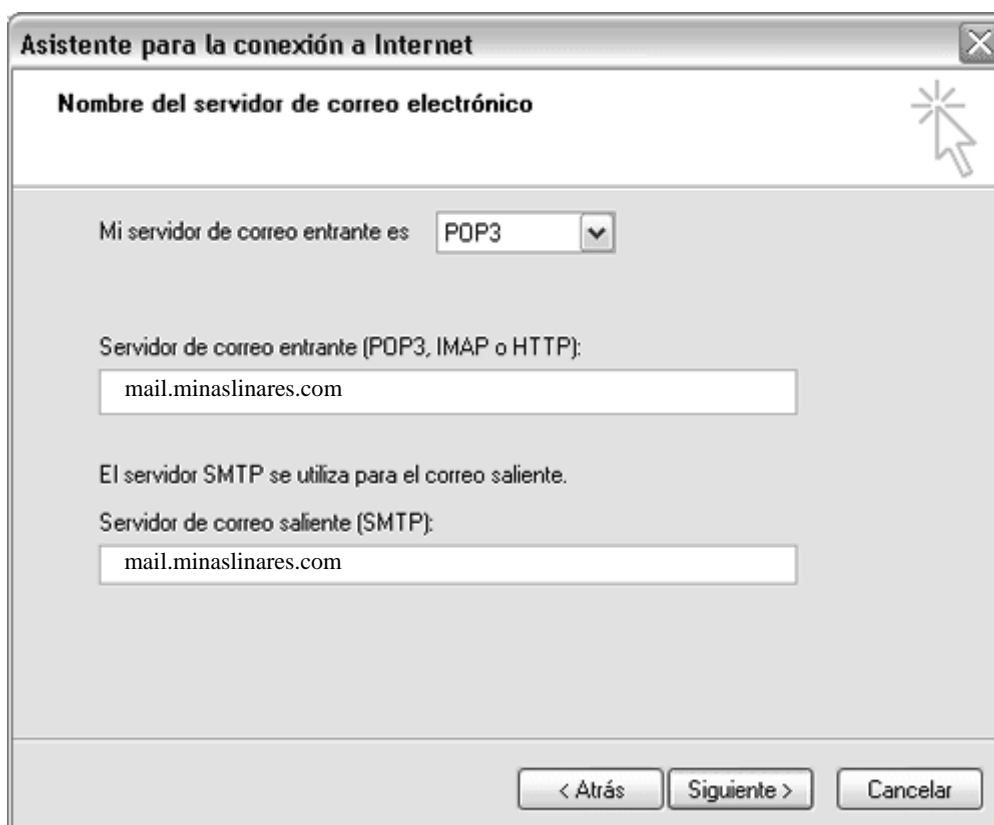 Asistente para la conexión a Internet
Nombre del servidor de correo electrónico
Mi servidor de correo entrante es POP3
Servidor de correo entrante (POP3, IMAP o HTTP):
mail.minaslinares.com
El servidor SMTP se utiliza para el correo saliente.
Servidor de correo saliente (SMTP):
mail.minaslinares.com
< Atrás Siguiente > Cancelar